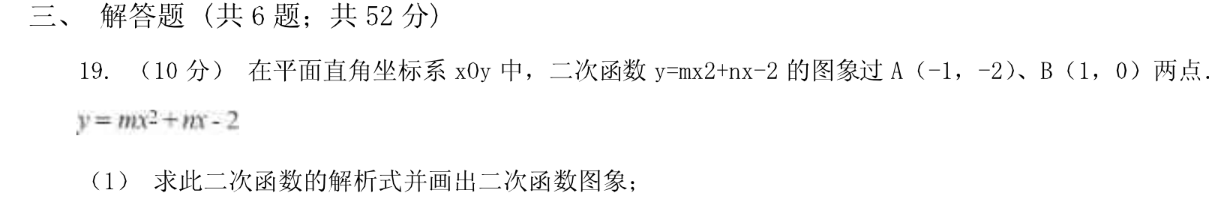 三、 解答题 (共 6 题；共 52 分)
19. （10 分） 在平面直角坐标系 xOy 中，二次函数 y=mx2+nx-2 的图象过 A（-1，-2）、B（1，0）两点.
y = mx² + nx - 2
（1） 求此二次函数的解析式并画出二次函数图象；